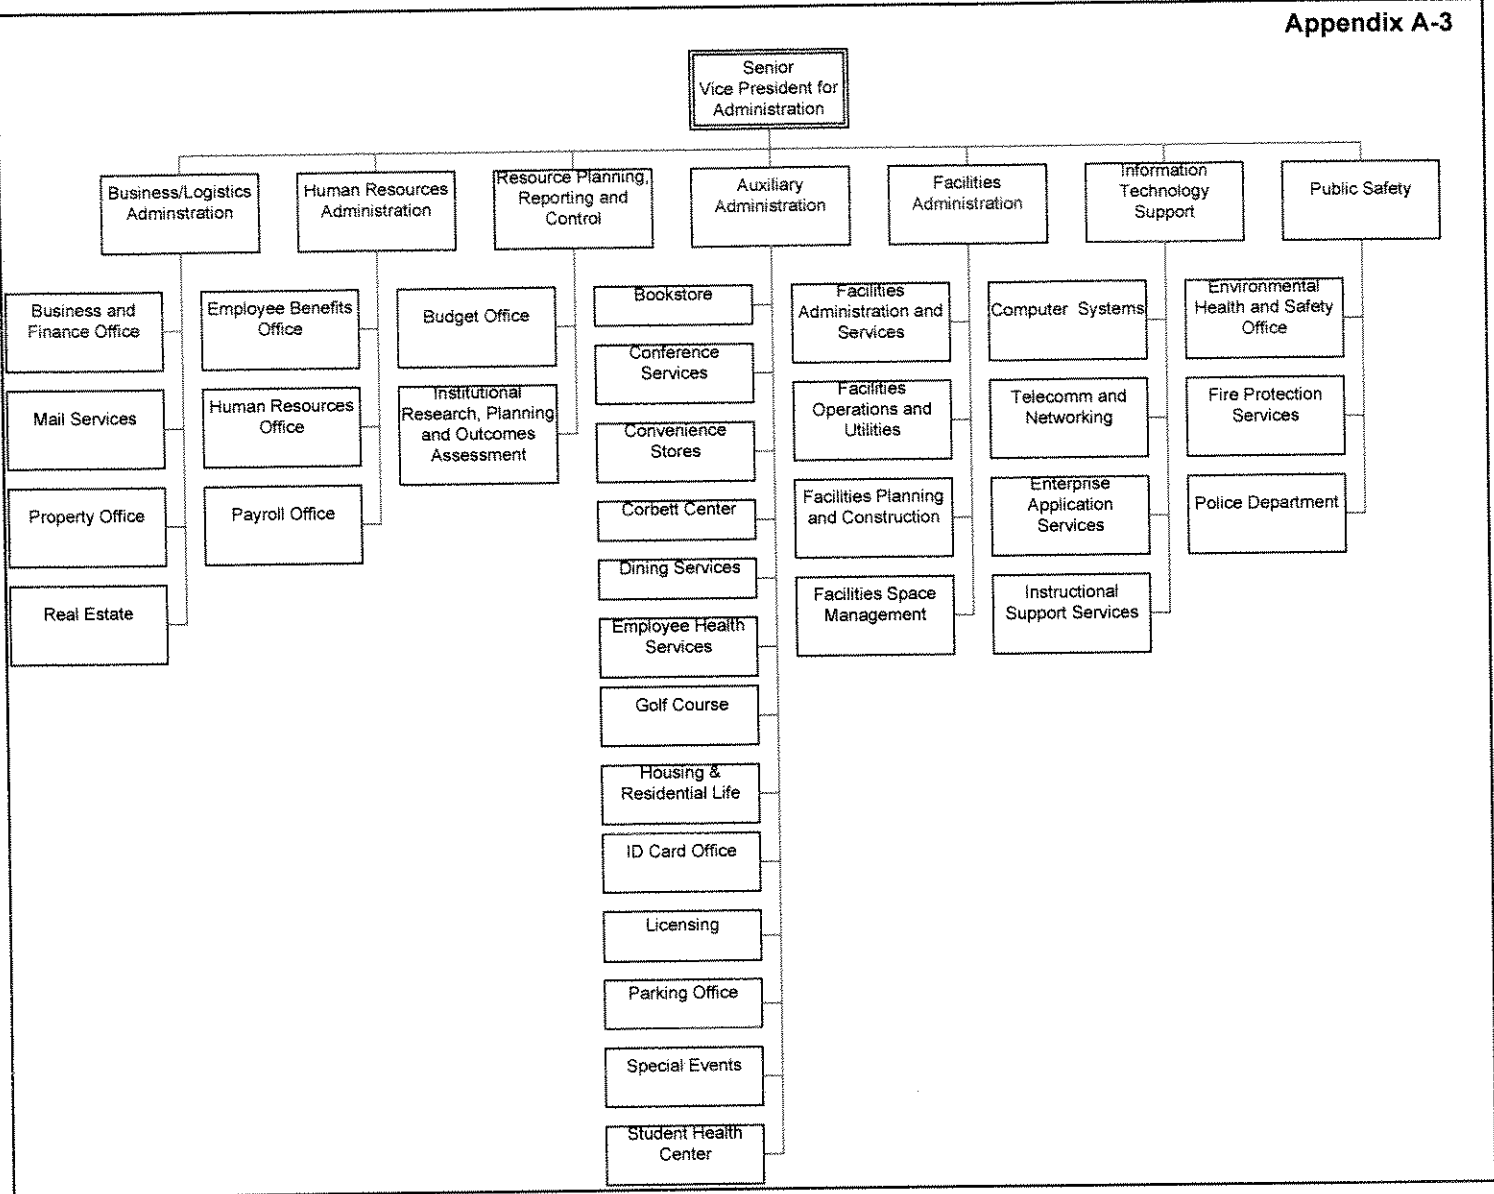 Appendix A-3
Senior
Vice President for
Administration
Business/Logistics
Adminstration
Human Resources
Administration
Resource Planning,
Reporting and
Control
Auxiliary
Administration
Facilities
Administration
Information
Technology
Support
Public Safety
Business and
Finance Office
Mail Services
Property Office
Real Estate
Employee Benefits
Office
Human Resources
Office
Payroll Office
Budget Office
Institutional
Research, Planning
and Outcomes
Assessment
Bookstore
Conference
Services
Convenience
Stores
Corbett Center
Dining Services
Employee Health
Services
Golf Course
Housing &
Residential Life
ID Card Office
Licensing
Parking Office
Special Events
Student Health
Center
Facilities
Administration and
Services
Facilities
Operations and
Utilities
Facilities Planning
and Construction
Facilities Space
Management
Computer Systems
Telecomm and
Networking
Enterprise
Application
Services
Instructional
Support Services
Environmental
Health and Safety
Office
Fire Protection
Services
Police Department